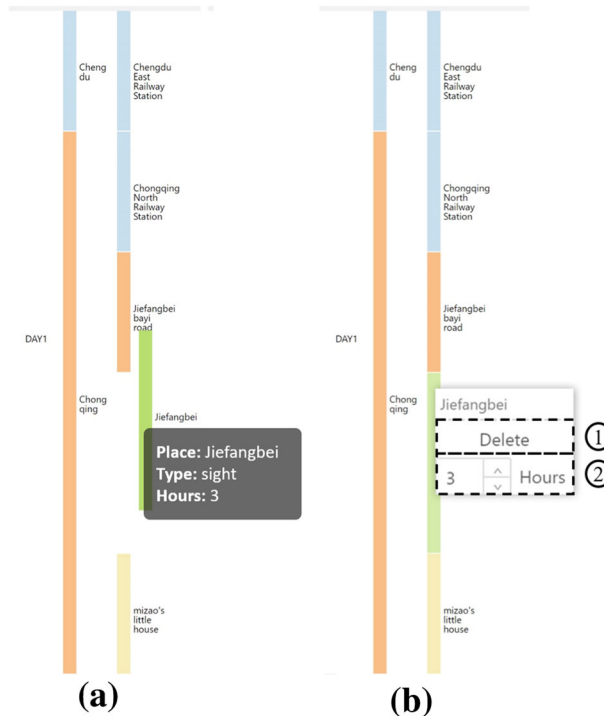 Cheng
du
Chengdu
East
Railway
Station
Chongqing
North
Railway
Station
Jiefangbei
bayi
road
DAY1
Chong
qing
Jiefangbei
Place: Jiefangbei
Type: sight
Hours: 3
mizao's
little
house
(a)
Cheng
du
Chengdu
East
Railway
Station
Chongqing
North
Railway
Station
Jiefangbei
bayi
road
DAY1
Chong
qing
Jiefangbei
Delete
①
3 Hours
②
mizao's
little
house
(b)